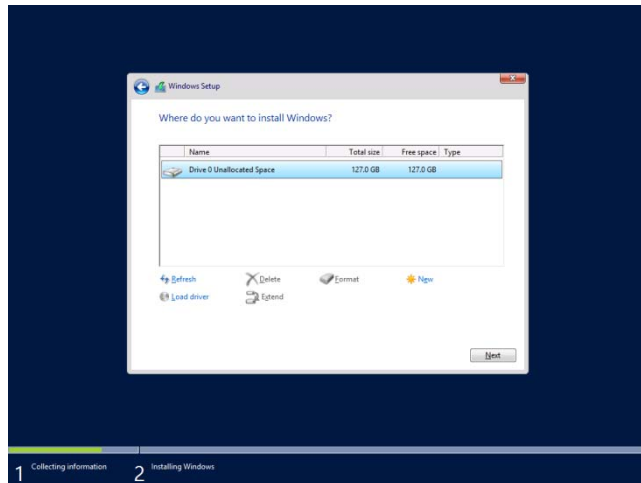 Windows Setup
Where do you want to install Windows?
Name Total size Free space Type
Drive 0 Unallocated Space 127.0 GB 127.0 GB
Refresh Delete Format New
Load driver Extend
Next
1 Collecting information 2 Installing Windows